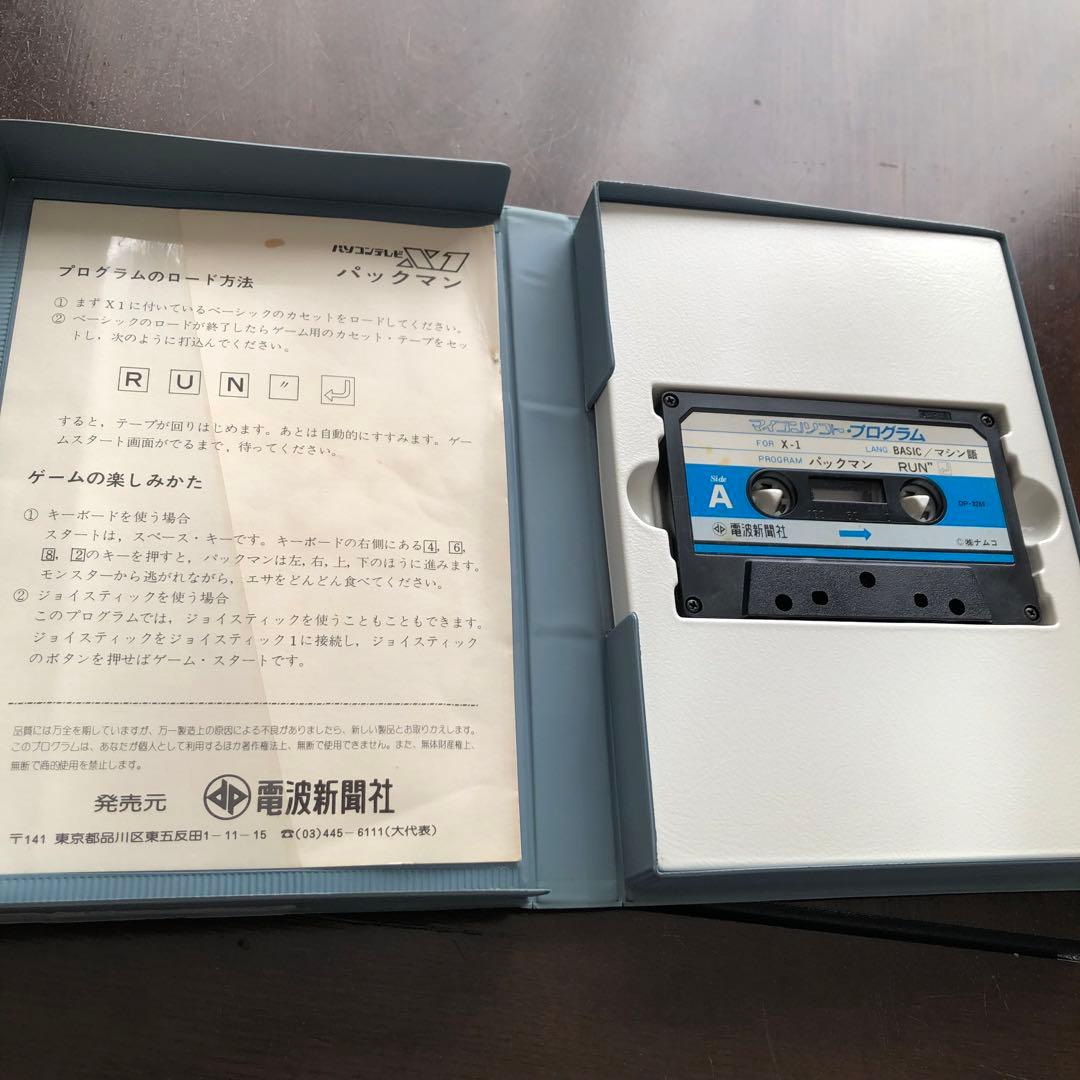 パソコンテレビX1
パックマン
プログラムのロード方法
① まずX1に付いているベーシックのカセットをロードしてください。
② ベーシックのロードが終了したらゲーム用のカセット・テープをセッ
トし，次のように打込んでください。
R U N 〃 ↵
すると，テープが回りはじめます。あとは自動的にすすみます。ゲー
ムスタート画面がでるまで，待ってください。
ゲームの楽しみかた
① キーボードを使う場合
スタートは，スペース・キーです。キーボードの右側にある4，6，
8，2のキーを押すと，パックマンは左，右，上，下のほうに進みます。
モンスターから逃がれながら，エサをどんどん食べてください。
② ジョイスティックを使う場合
このプログラムでは，ジョイスティックを使うこともこともできます。
ジョイスティックをジョイスティック1に接続し，ジョイスティック
のボタンを押せばゲーム・スタートです。
品質には万全を期していますが，万一製造上の原因による不良がありましたら，新しい製品とお取りかえします。
このプログラムは，あなたが個人として利用するほか著作権法上，無断で使用できません。また，無体財産権上，
無断で商的使用を禁止します。
発売元 電波新聞社
〒141 東京都品川区東五反田1−11−15 ☎(03)445−6111(大代表)
マイコンソフト・プログラム
FOR X-1 LANG BASIC／マシン語
PROGRAM パックマン RUN" ↵
Side
A
電波新聞社
©㈱ナムコ